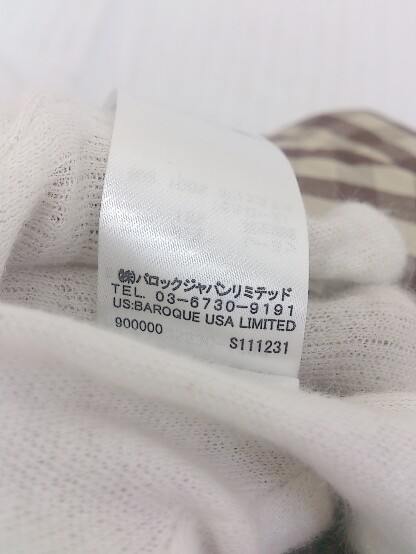 ㈱バロックジャパンリミテッド
TEL. 03-6730-9191
US:BAROQUE USA LIMITED
900000 S111231